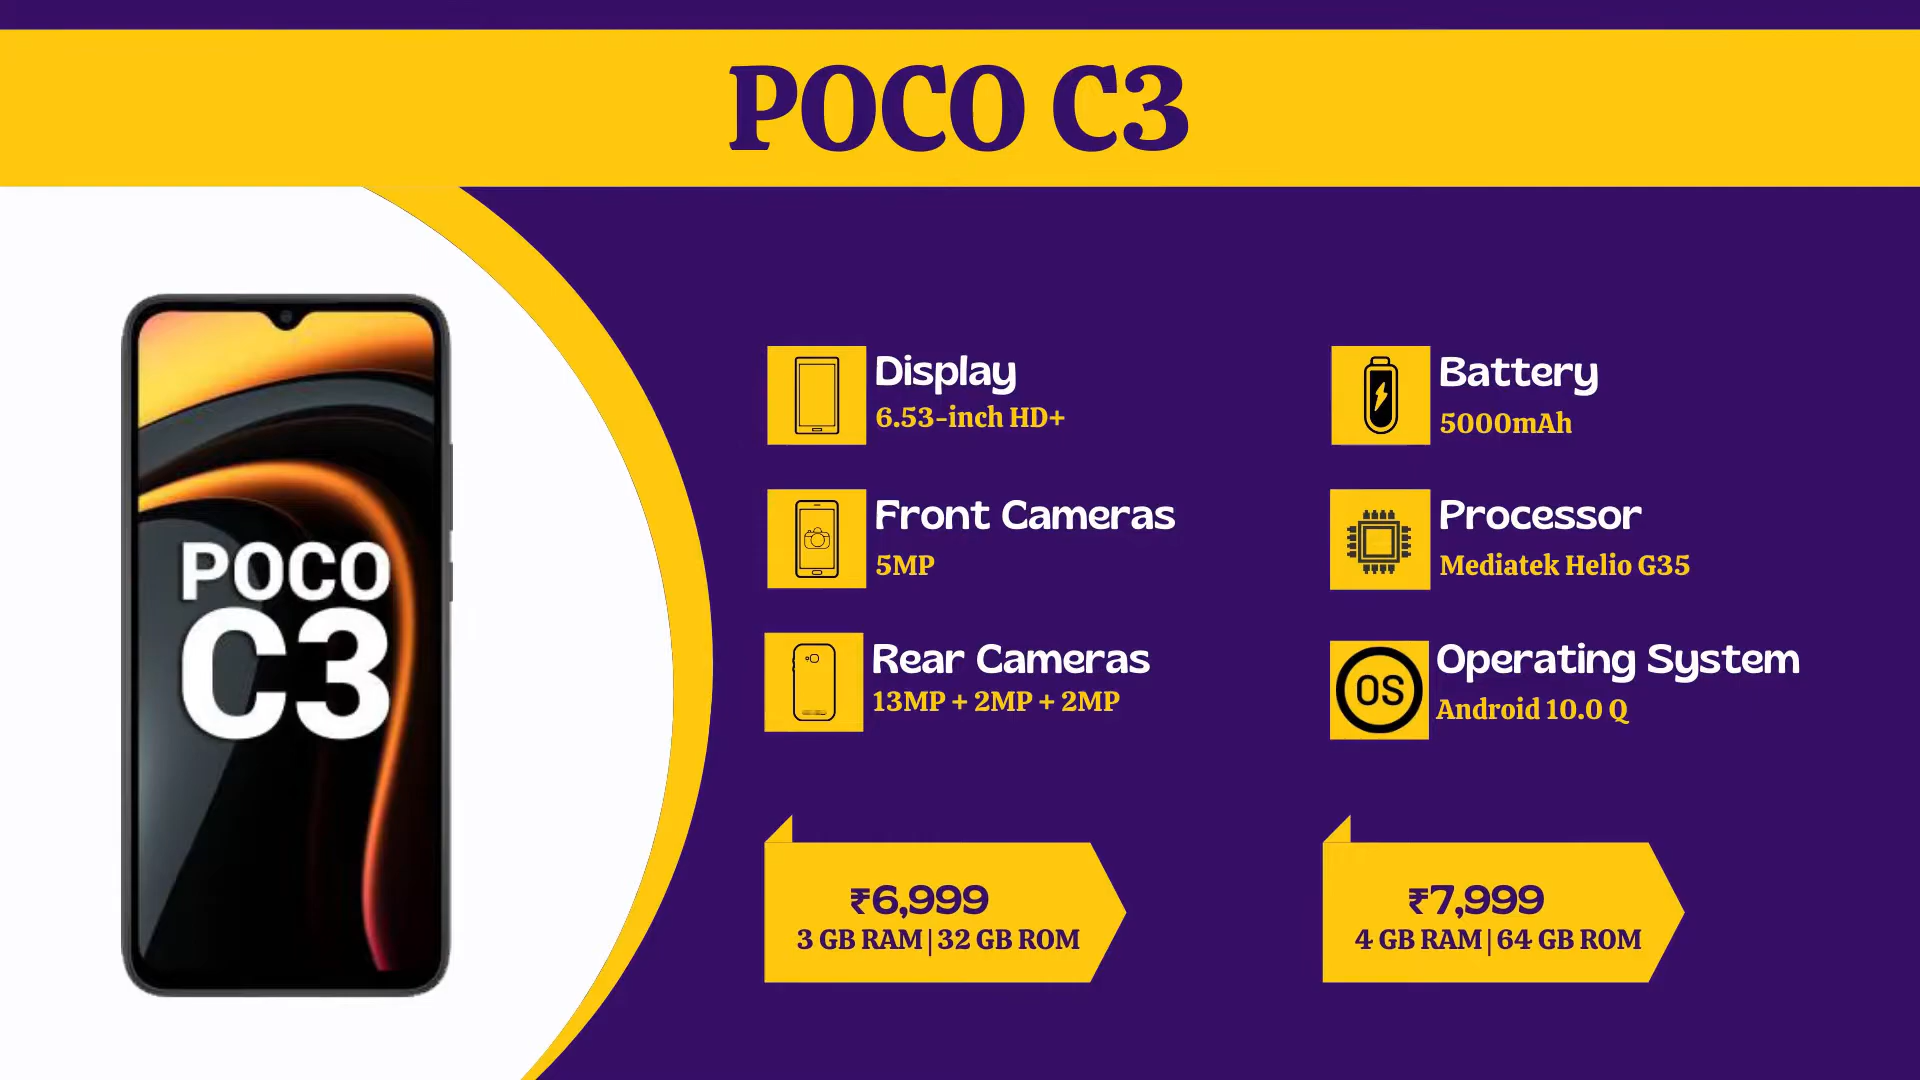 POCO C3
POCO
C3
Display
6.53-inch HD+
Front Cameras
5MP
Rear Cameras
13MP + 2MP + 2MP
Battery
5000mAh
Processor
Mediatek Helio G35
OS
Operating System
Android 10.0 Q
₹6,999
3 GB RAM|32 GB ROM
₹7,999
4 GB RAM|64 GB ROM